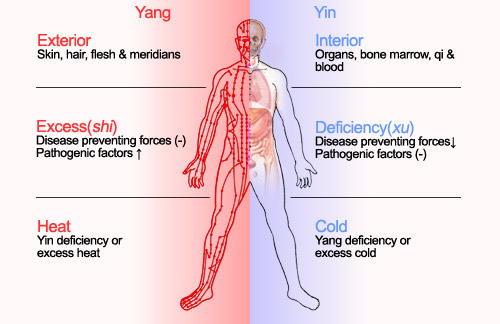 Yang
Yin
Exterior
Skin, hair, flesh & meridians
Interior
Organs, bone marrow, qi &
blood
Excess(shi)
Disease preventing forces (-)
Pathogenic factors ↑
Deficiency(xu)
Disease preventing forces↓
Pathogenic factors (-)
Heat
Yin deficiency or
excess heat
Cold
Yang deficiency or
excess cold